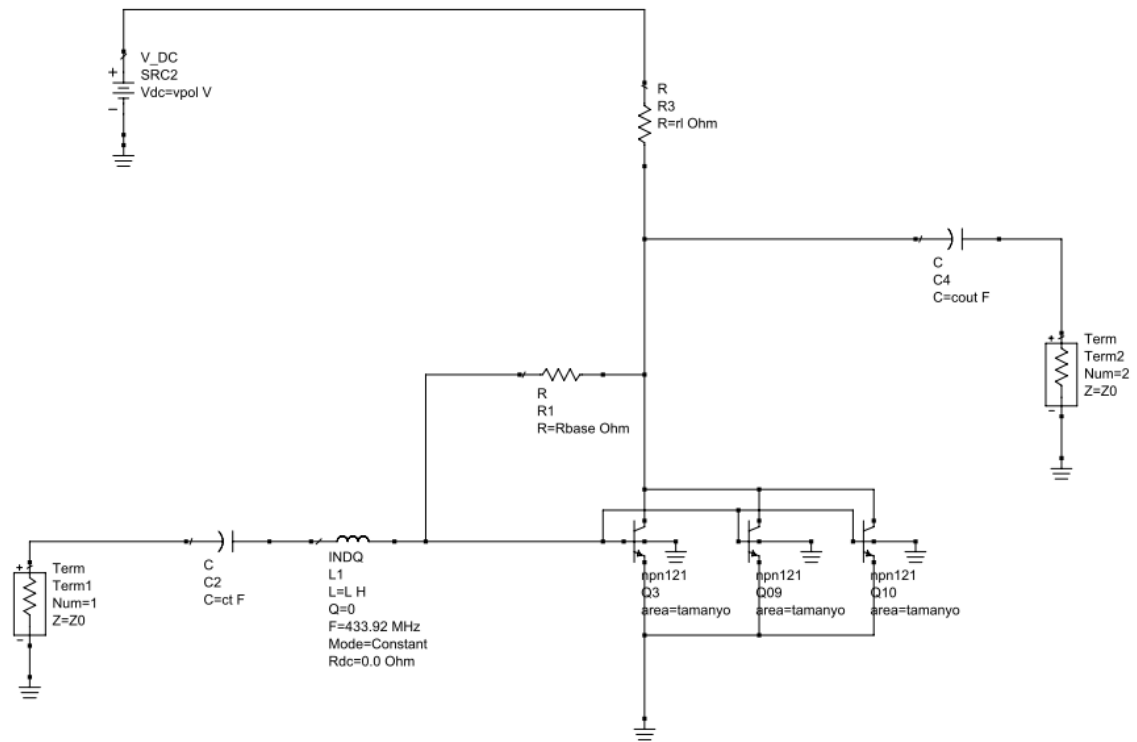 V_DC
SRC2
Vdc=vpol V
+
−
R
R3
R=rl Ohm
C
C4
C=cout F
+
−
Term
Term2
Num=2
Z=Z0
R
R1
R=Rbase Ohm
+
−
Term
Term1
Num=1
Z=Z0
C
C2
C=ct F
INDQ
L1
L=L H
Q=0
F=433.92 MHz
Mode=Constant
Rdc=0.0 Ohm
npn121
Q3
area=tamanyo
npn121
Q09
area=tamanyo
npn121
Q10
area=tamanyo